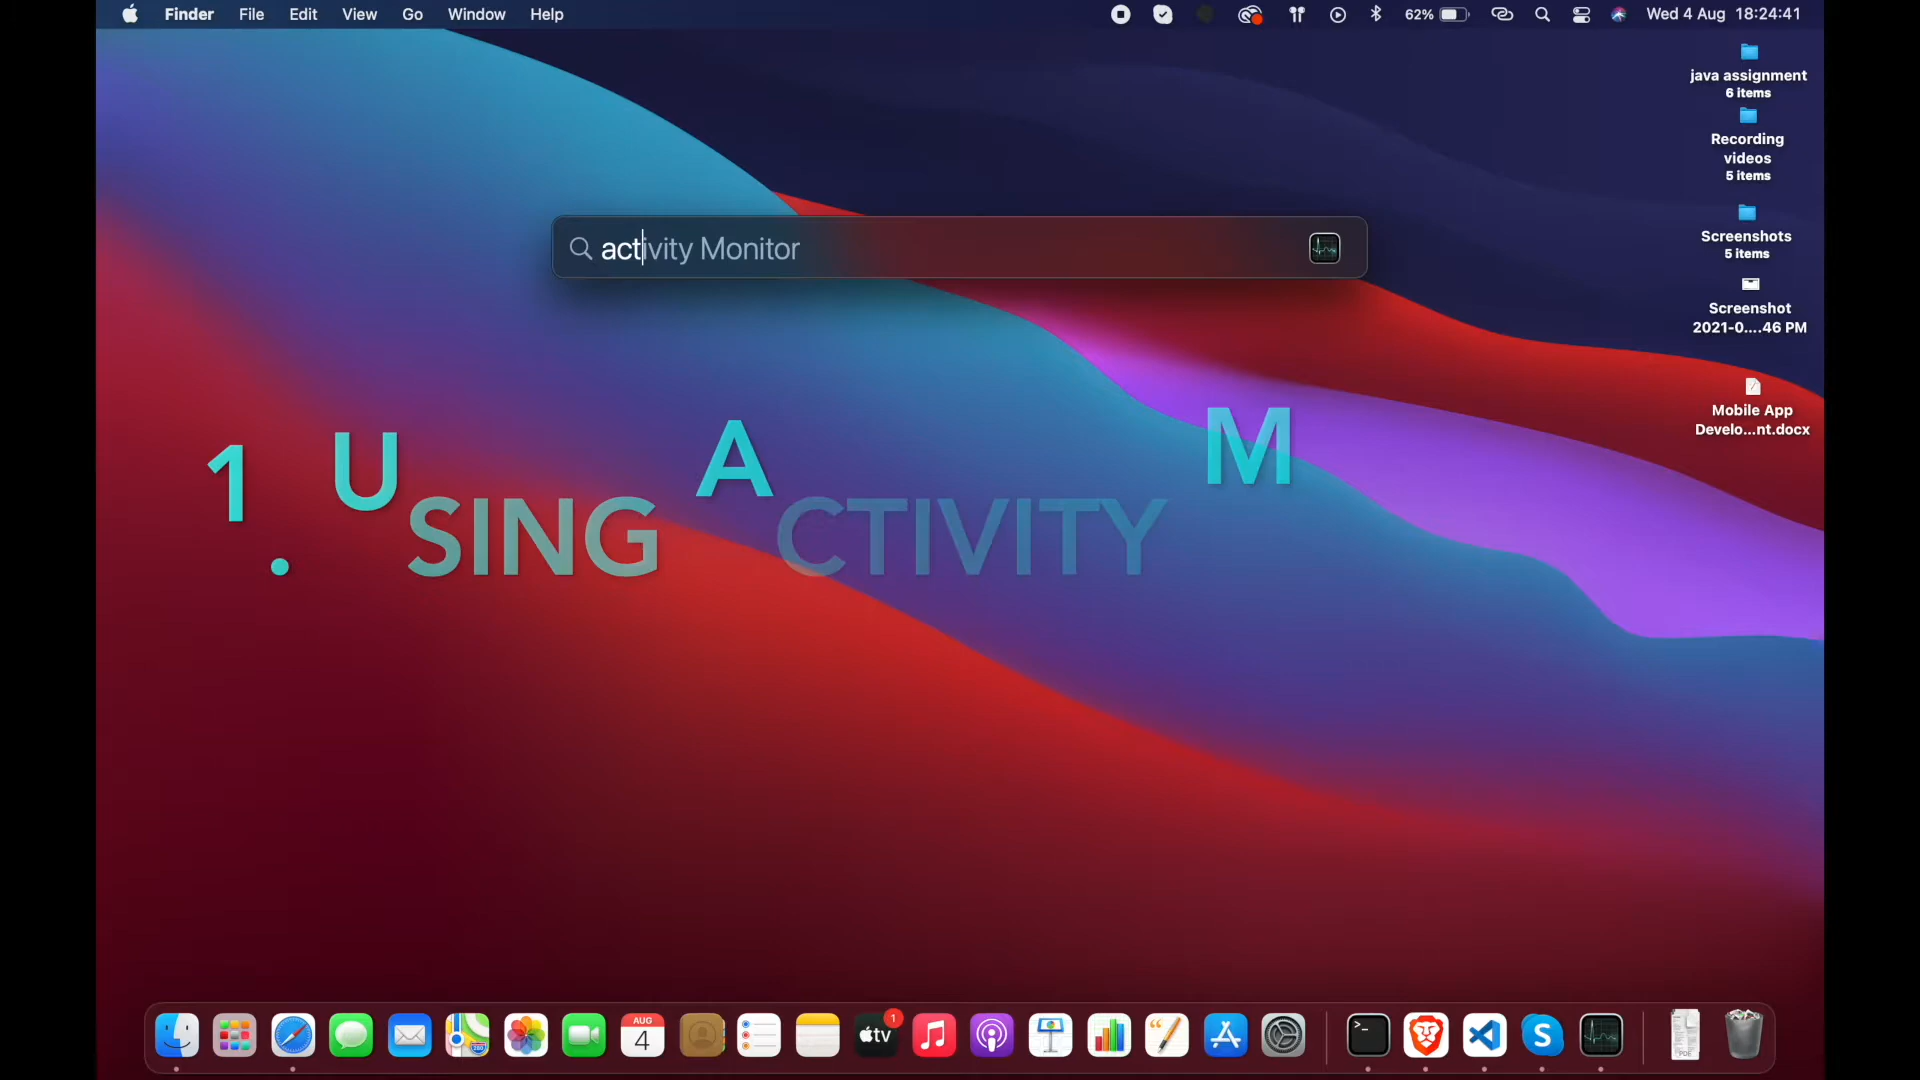 Finder File Edit View Go Window Help 62% Wed 4 Aug 18:24:41
java assignment
6 items
Recording
videos
5 items
Screenshots
5 items
Screenshot
2021-0....46 PM
Mobile App
Develo...nt.docx
activity Monitor
1. USING ACTIVITY M
AUG
4
tv
1
S
>_
PDF